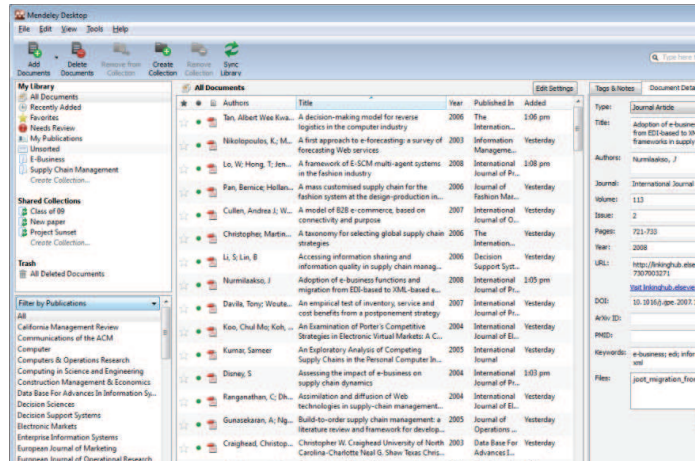 Mendeley Desktop
File Edit View Tools Help
Add Documents
Delete Documents
Remove from Collection
Create Collection
Remove Collection
Sync Library
Type here
My Library
All Documents
Recently Added
Favorites
Needs Review
My Publications
Unsorted
E-Business
Supply Chain Management
Create Collection...
Shared Collections
Class of 09
New paper
Project Sunset
Create Collection...
Trash
All Deleted Documents
Filter by Publications
All
California Management Review
Communications of the ACM
Computer
Computers & Operations Research
Computing in Science and Engineering
Construction Management & Economics
Data Base For Advances In Information Sy...
Decision Sciences
Decision Support Systems
Electronic Markets
Enterprise Information Systems
European Journal of Marketing
European Journal of Operational Research
All Documents
Edit Settings
Authors Title Year Published In Added
Tan, Albert Wee Kwa... A decision-making model for reverse 2006 The 1:06 pm
logistics in the computer industry Internation...
Nikolopoulos, K.; M... A first approach to e-forecasting: a survey of 2003 Information Yesterday
forecasting Web services Manageme...
Lo, W; Hong, T; Jen... A framework of E-SCM multi-agent systems 2008 International 1:08 pm
in the fashion industry Journal of Pr...
Pan, Bernice; Hollan... A mass customised supply chain for the 2006 Journal of Yesterday
fashion system at the design-production in... Fashion Mar...
Cullen, Andrea J; W... A model of B2B e-commerce, based on 2007 International Yesterday
connectivity and purpose Journal of O...
Christopher, Martin... A taxonomy for selecting global supply chain 2006 The Yesterday
strategies Internation...
Li, S; Lin, B Accessing information sharing and 2006 Decision Yesterday
information quality in supply chain manag... Support Syst...
Nurmilaakso, J Adoption of e-business functions and 2008 International 1:05 pm
migration from EDI-based to XML-based e... Journal of Pr...
Davila, Tony; Woute... An empirical test of inventory, service and 2007 International Yesterday
cost benefits from a postponement strategy Journal of Pr...
Koo, Chul Mo; Koh, ... An Examination of Porter's Competitive 2004 International Yesterday
Strategies in Electronic Virtual Markets: A C... Journal of El...
Kumar, Sameer An Exploratory Analysis of Competing 2005 International Yesterday
Supply Chains in the Personal Computer In... Journal
Disney, S Assessing the impact of e-business on 2004 International 1:03 pm
supply chain dynamics Journal of Pr...
Ranganathan, C; Dh... Assimilation and diffusion of Web 2004 International Yesterday
technologies in supply-chain management... Journal of El...
Gunasekaran, A; Ng... Build-to-order supply chain management: a 2005 Journal of Yesterday
literature review and framework for develop... Operations ...
Craighead, Christop... Christopher W. Craighead University of North 2003 Data Base For Yesterday
Carolina-Charlotte Neal G. Shaw Texas Chris... Advances I...
Tags & Notes Document Deta
Type: Journal Article
Title: Adoption of e-busine
from EDI-based to XM
frameworks in supply
Authors: Nurmilaakso, J
Journal: International Journal
Volume: 113
Issue: 2
Pages: 721-733
Year: 2008
URL: http://linkinghub.else
7307003271
Visit linkinghub.elsevie
DOI: 10.1016/j.ijpe.2007.
ArXiv ID:
PMID:
Keywords: e-business; edi; infor
xml
Files: joot_migration_fro